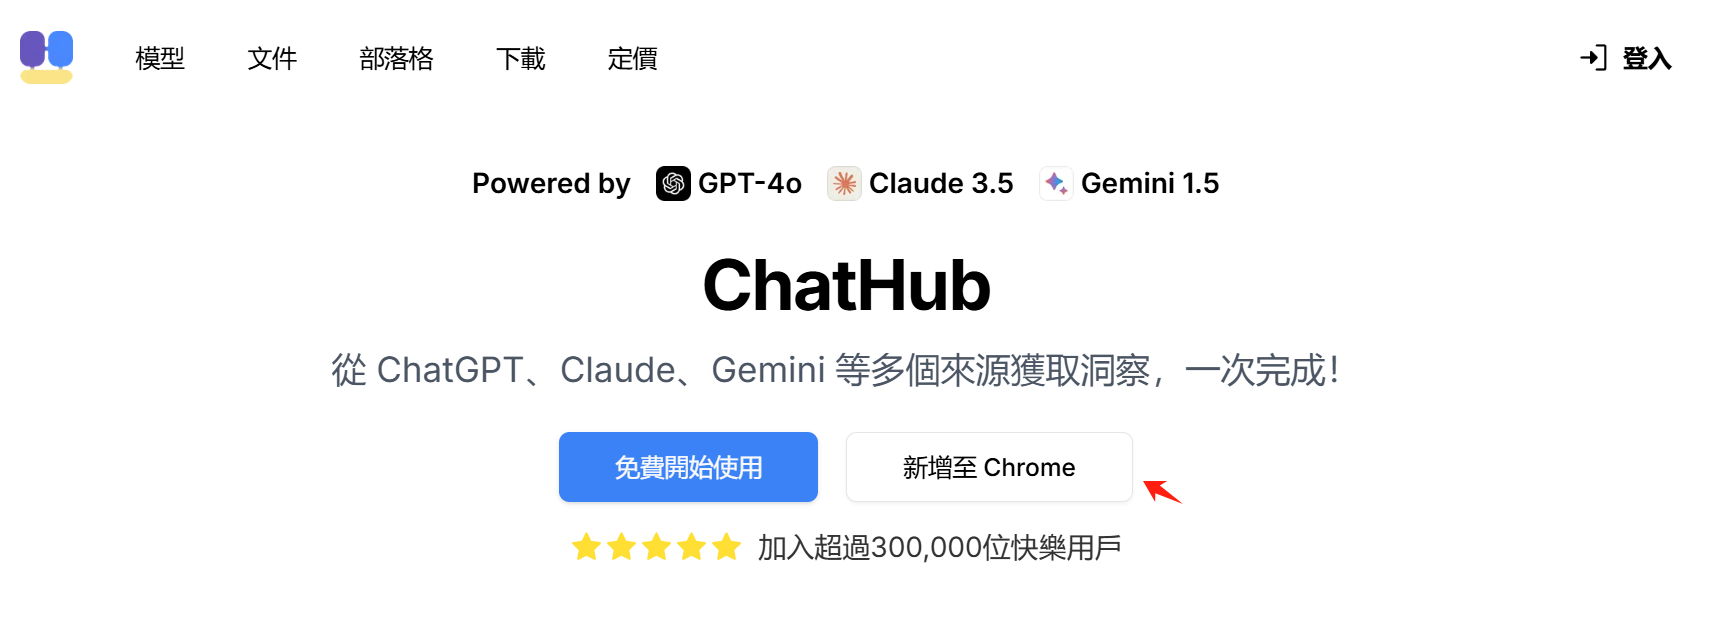 模型 文件 部落格 下載 定價 登入
Powered by GPT-4o Claude 3.5 Gemini 1.5
ChatHub
從 ChatGPT、Claude、Gemini 等多個來源獲取洞察，一次完成！
免費開始使用 新增至 Chrome
加入超過300,000位快樂用戶